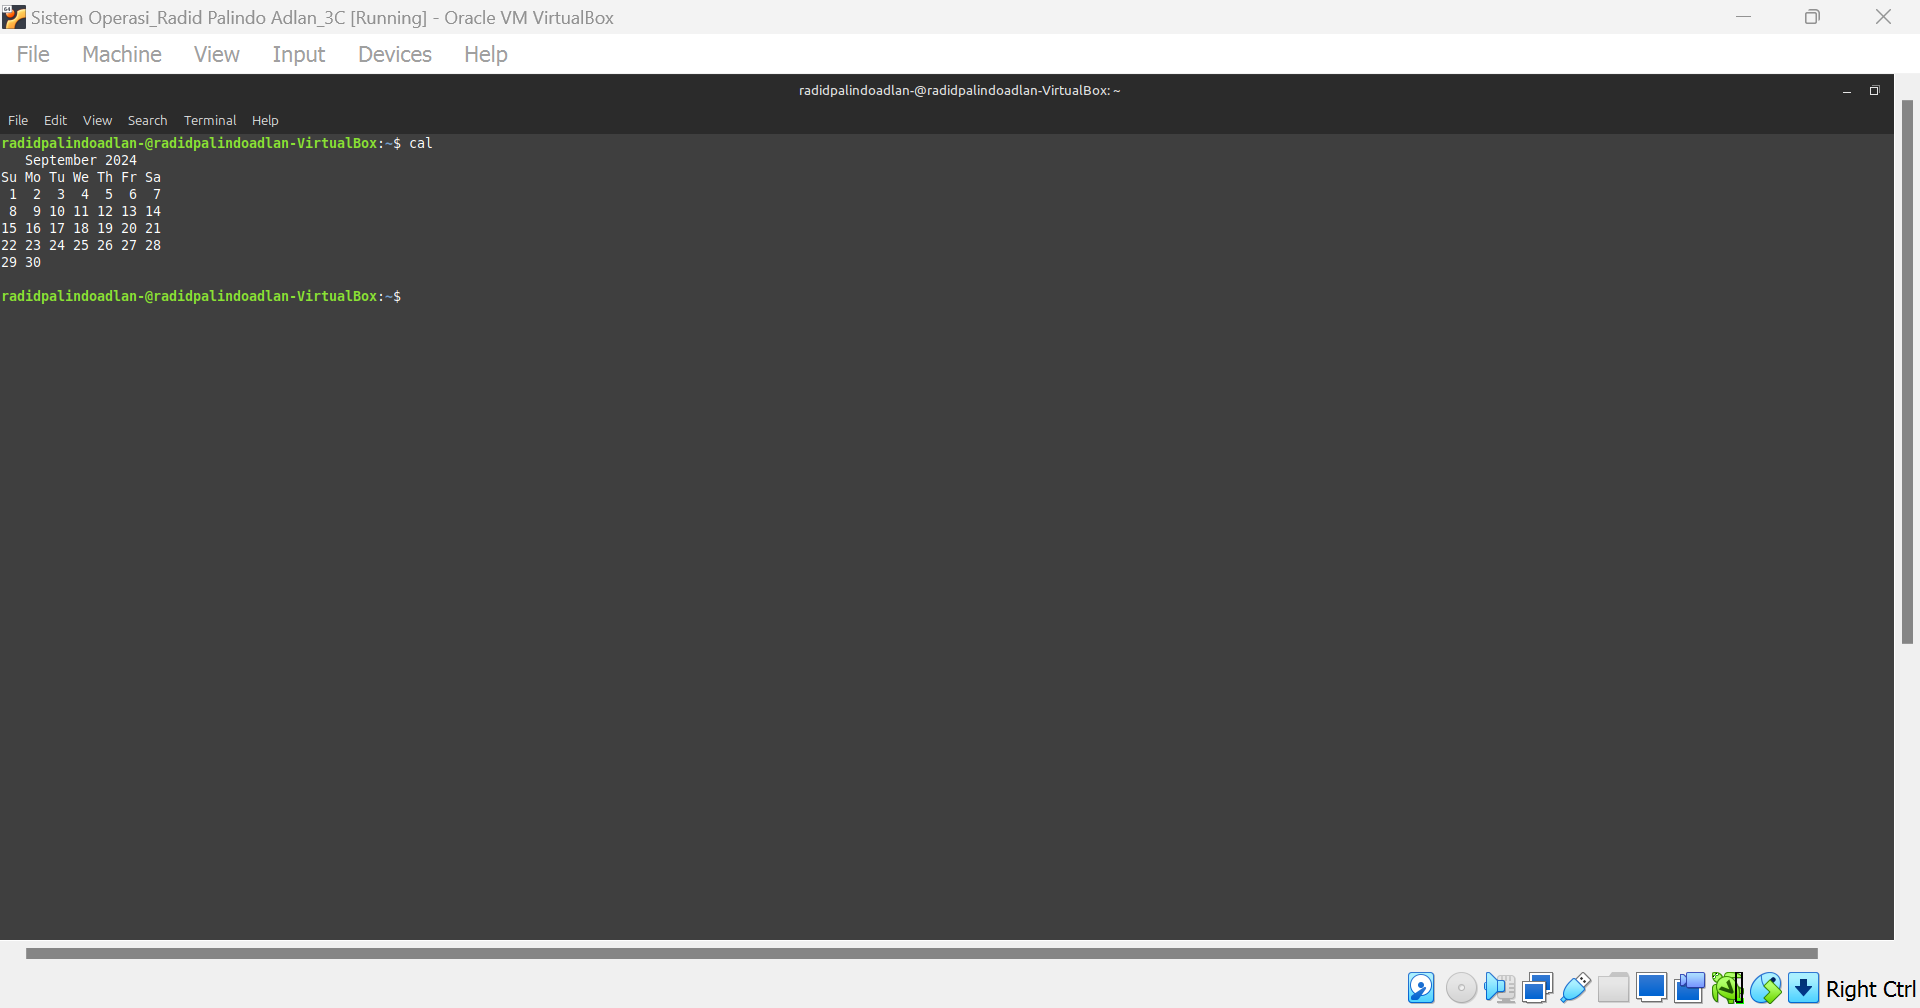 Sistem Operasi_Radid Palindo Adlan_3C [Running] - Oracle VM VirtualBox
File Machine View Input Devices Help
radidpalindoadlan-@radidpalindoadlan-VirtualBox: ~
File Edit View Search Terminal Help
radidpalindoadlan-@radidpalindoadlan-VirtualBox:~$ cal
   September 2024
Su Mo Tu We Th Fr Sa
 1  2  3  4  5  6  7
 8  9 10 11 12 13 14
15 16 17 18 19 20 21
22 23 24 25 26 27 28
29 30
radidpalindoadlan-@radidpalindoadlan-VirtualBox:~$
Right Ctrl